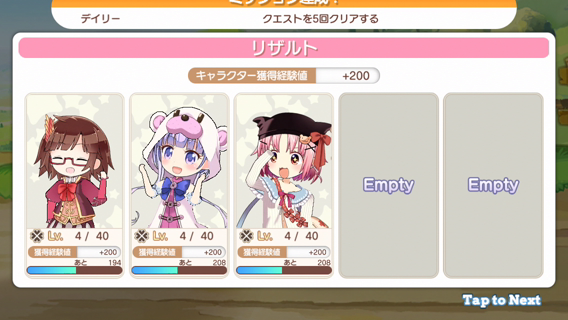 ミッション達成!
デイリー クエストを5回クリアする
リザルト
キャラクター獲得経験値 +200
Lv. 4 / 40
獲得経験値 +200
あと 194
Lv. 4 / 40
獲得経験値 +200
あと 208
Lv. 4 / 40
獲得経験値 +200
あと 208
Empty
Empty
Tap to Next